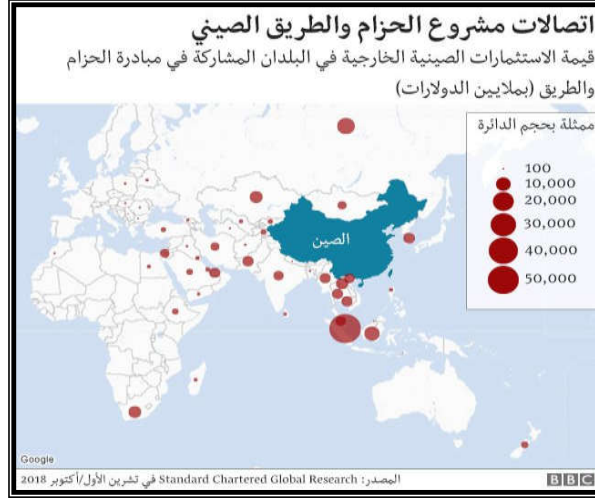 اتصالات مشروع الحزام والطريق الصيني
قيمة الاستثمارات الصينية الخارجية في البلدان المشاركة في مبادرة الحزام
والطريق (بملايين الدولارات)
ممثلة بحجم الدائرة
100
10,000
20,000
30,000
40,000
50,000
الصين
Google
المصدر: Standard Chartered Global Research في تشرين الأول/أكتوبر 2018
BBC